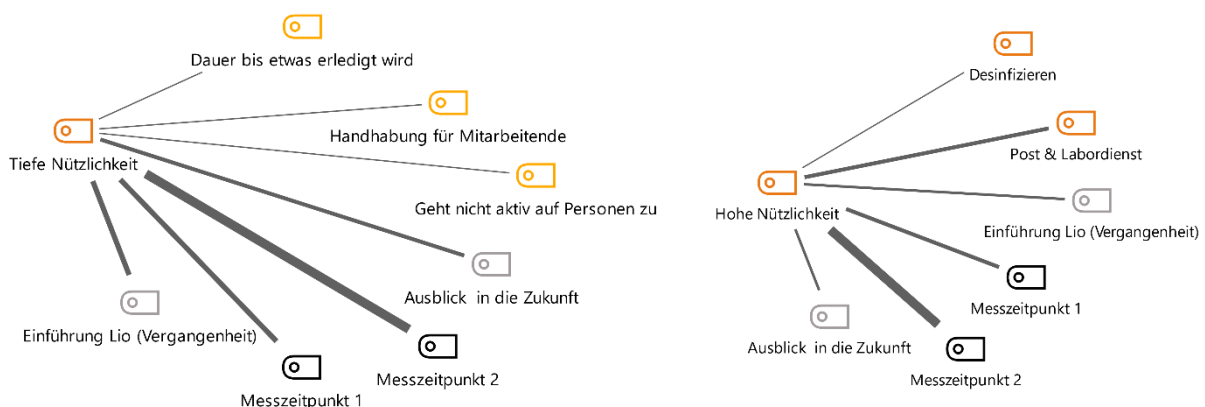 Dauer bis etwas erledigt wird
Handhabung für Mitarbeitende
Tiefe Nützlichkeit
Geht nicht aktiv auf Personen zu
Ausblick in die Zukunft
Einführung Lio (Vergangenheit)
Messzeitpunkt 2
Messzeitpunkt 1
Desinfizieren
Post & Labordienst
Hohe Nützlichkeit
Einführung Lio (Vergangenheit)
Messzeitpunkt 1
Ausblick in die Zukunft
Messzeitpunkt 2